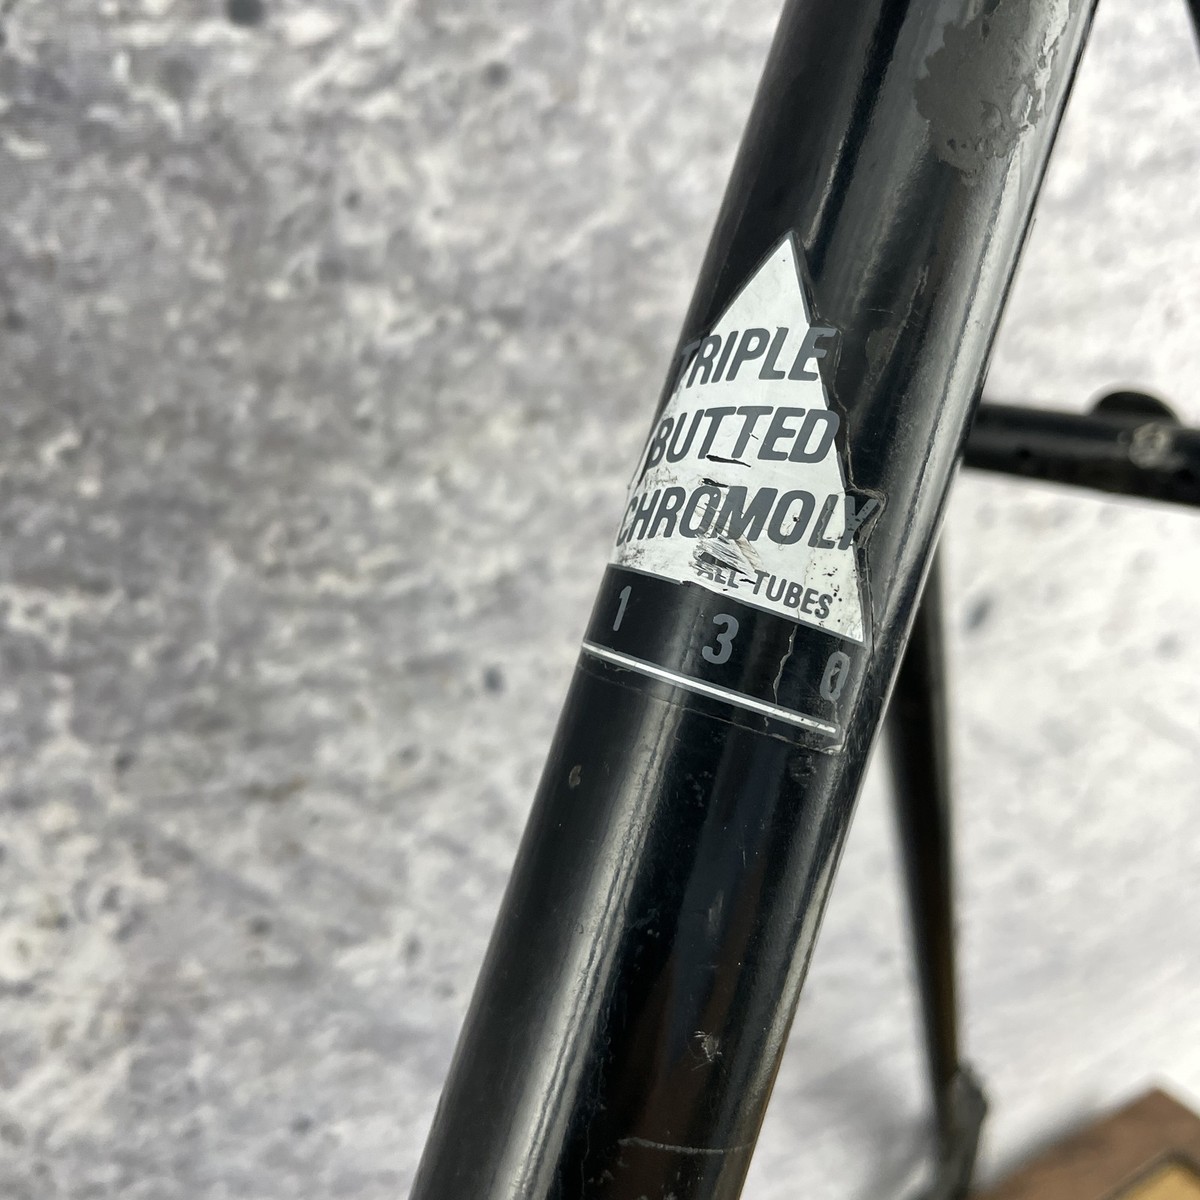 TRIPLE
BUTTED
CHROMOLY
ALL TUBES
1 3 0